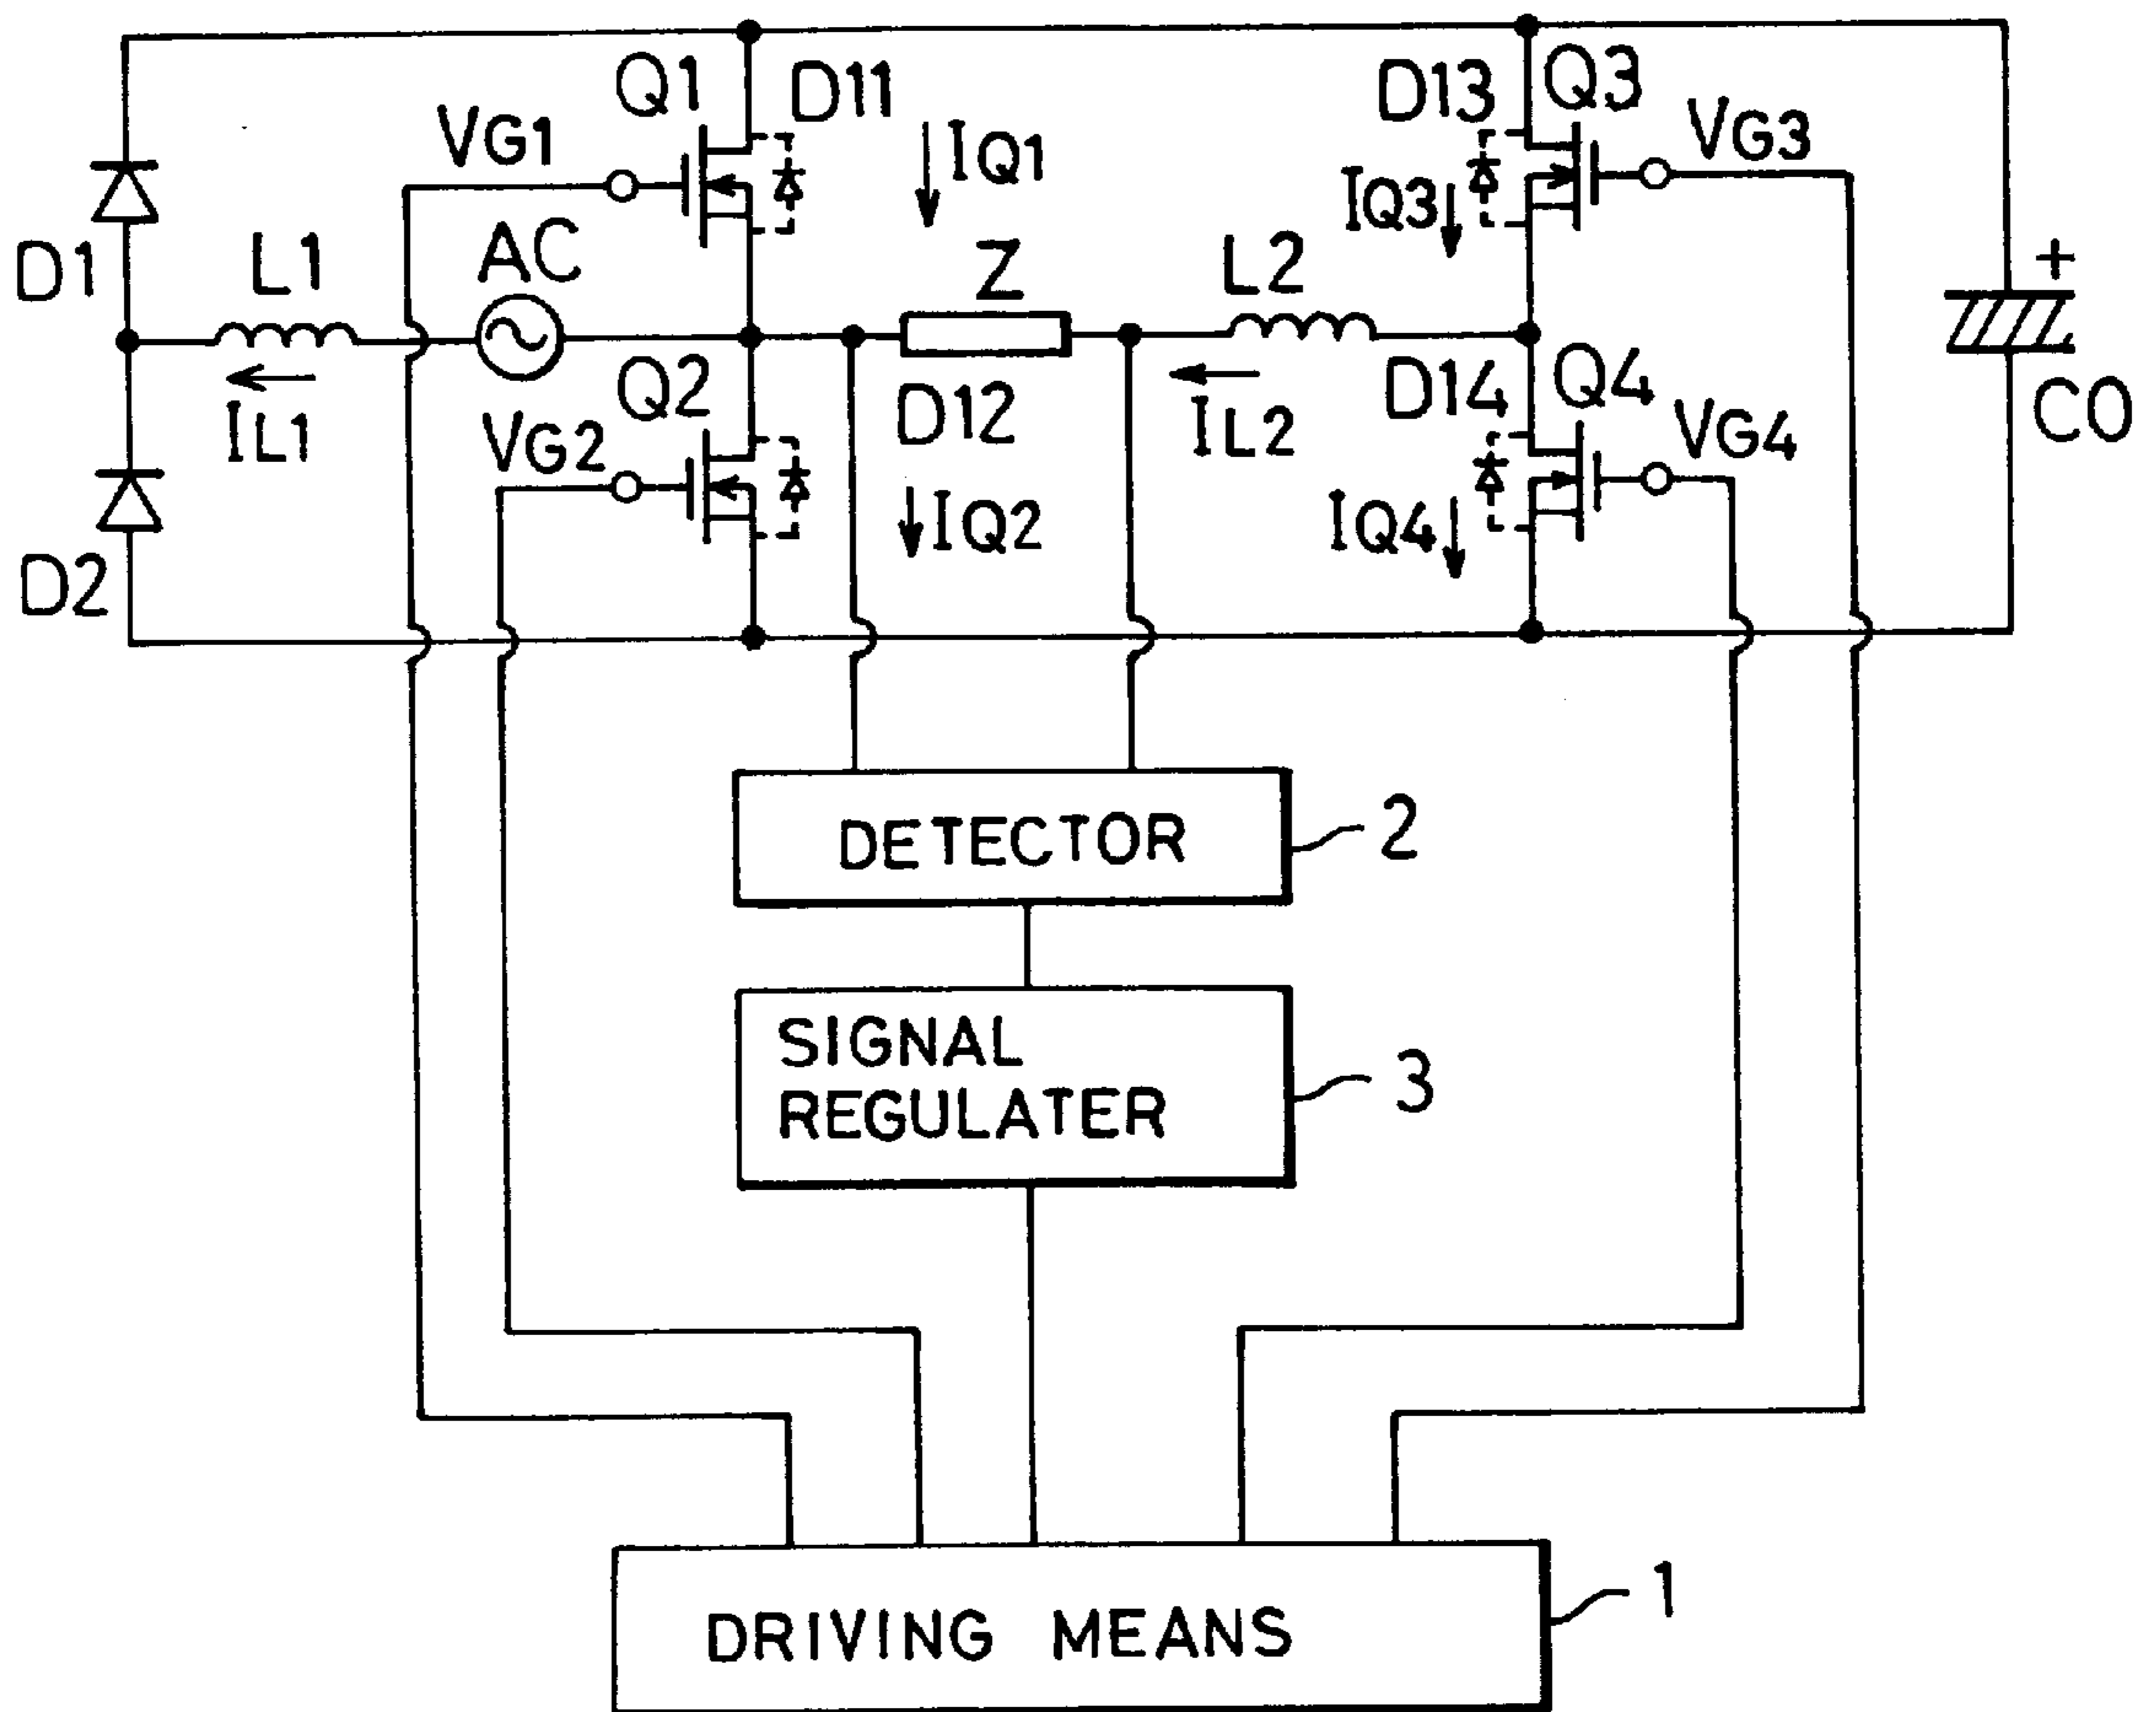 Q1
D11
D13
Q3
VG1
IQ1
VG3
IQ3
D1
L1
AC
Z
L2
+
IL1
Q2
D12
D14
Q4
CO
VG2
IL2
VG4
IQ2
IQ4
D2
DETECTOR
2
SIGNAL
REGULATER
3
DRIVING MEANS
1